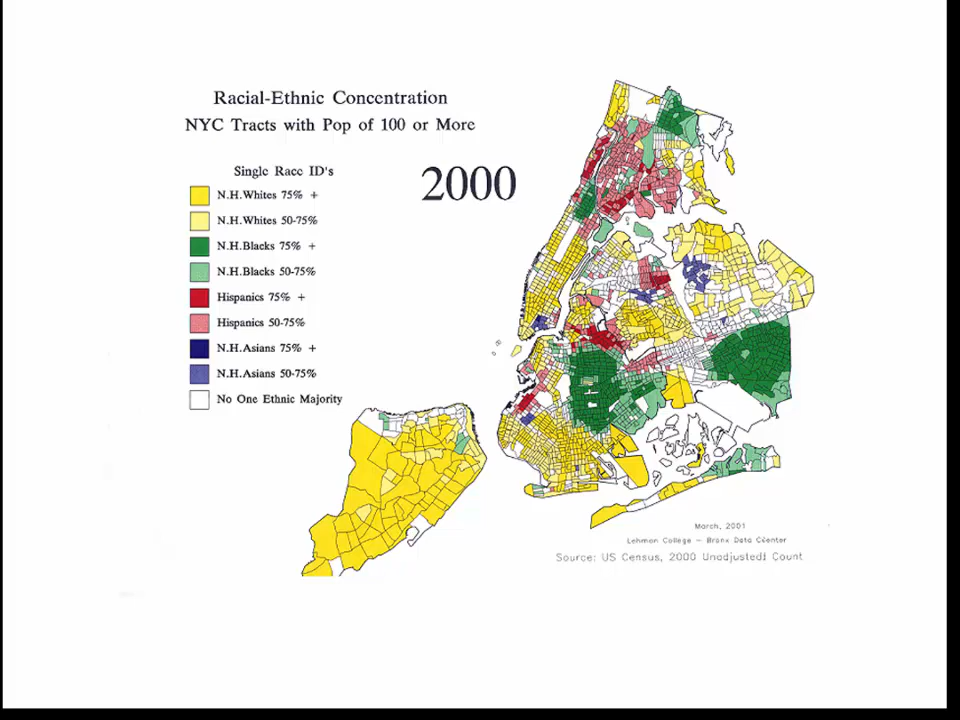 Racial-Ethnic Concentration
NYC Tracts with Pop of 100 or More
2000
Single Race ID's
N.H.Whites 75% +
N.H.Whites 50-75%
N.H.Blacks 75% +
N.H.Blacks 50-75%
Hispanics 75% +
Hispanics 50-75%
N.H.Asians 75% +
N.H.Asians 50-75%
No One Ethnic Majority
March, 2001
Lehman College - Bronx Data Center
Source: US Census, 2000 Unadjusted Count